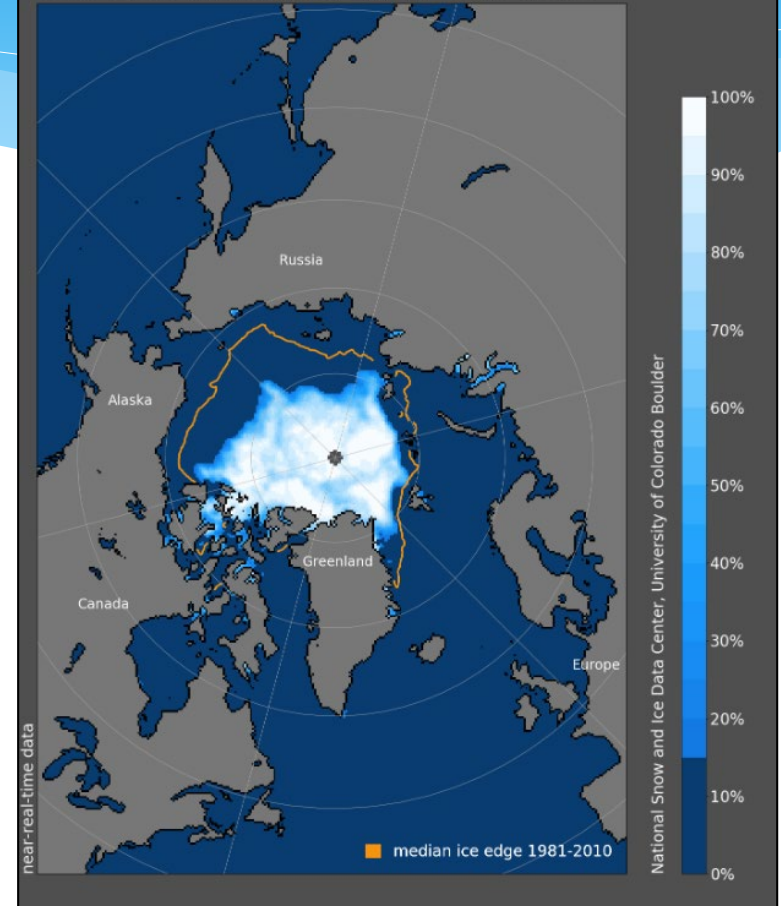 Russia
Alaska
Greenland
Canada
Europe
near-real-time data
median ice edge 1981-2010
100%
90%
80%
70%
60%
50%
40%
30%
20%
10%
0%
National Snow and Ice Data Center, University of Colorado Boulder